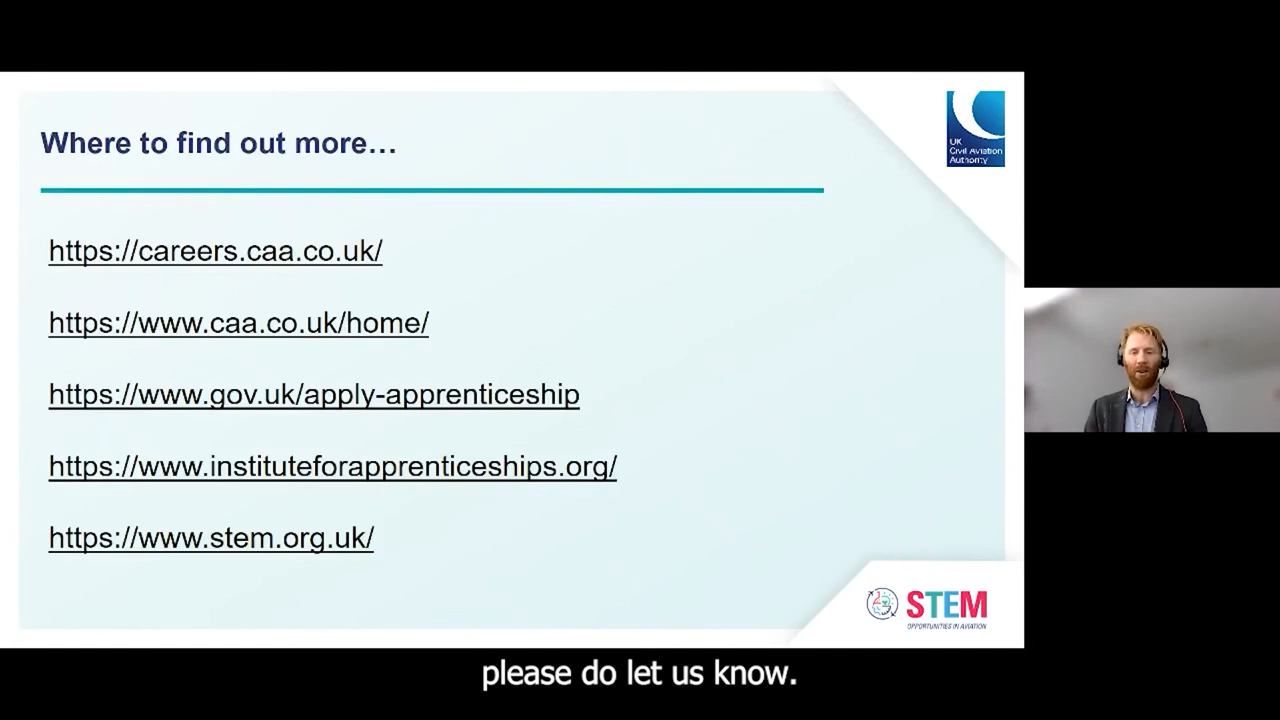 Where to find out more…
UK
Civil Aviation
Authority
https://careers.caa.co.uk/
https://www.caa.co.uk/home/
https://www.gov.uk/apply-apprenticeship
https://www.instituteforapprenticeships.org/
https://www.stem.org.uk/
STEM
OPPORTUNITIES IN AVIATION
please do let us know.